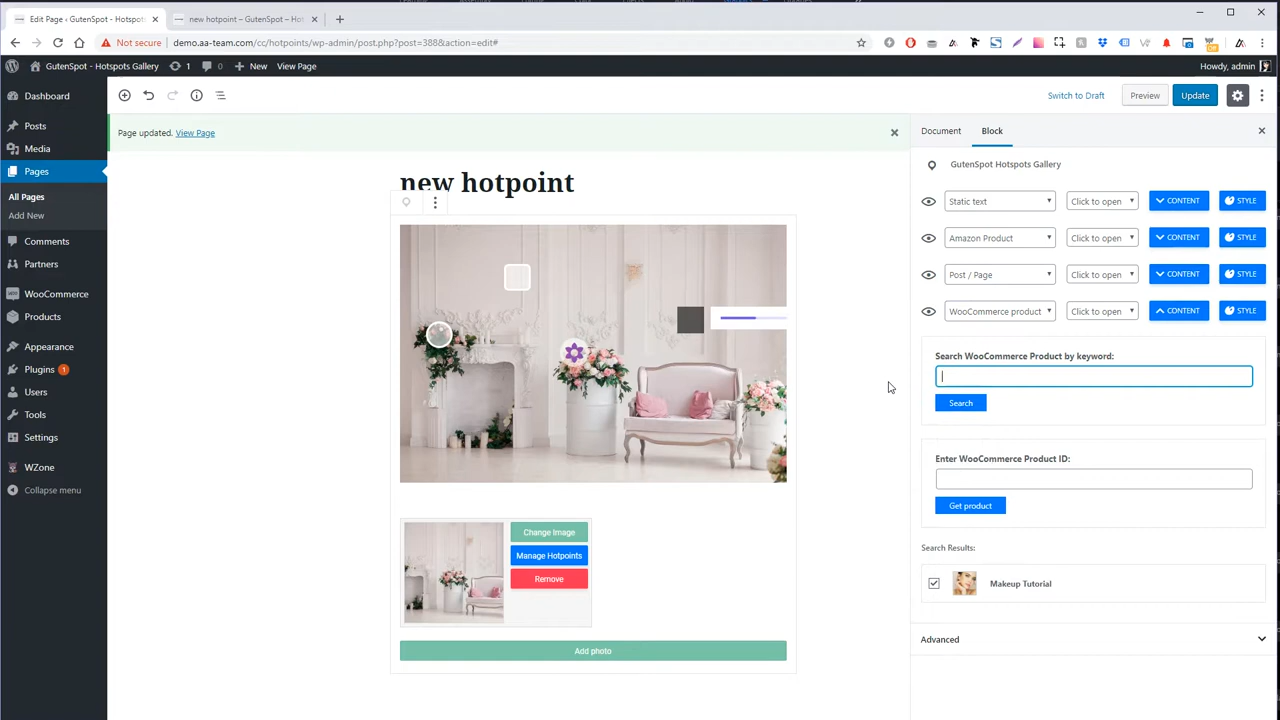 Edit Page ‹ GutenSpot - Hotspots
new hotpoint – GutenSpot – Hot
Not secure
demo.aa-team.com/cc/hotpoints/wp-admin/post.php?post=388&action=edit#
GutenSpot - Hotspots Gallery 1 0 New View Page Howdy, admin
Dashboard
Posts
Media
Pages
All Pages
Add New
Comments
Partners
WooCommerce
Products
Appearance
Plugins 1
Users
Tools
Settings
WZone
Collapse menu
Switch to Draft Preview Update
Page updated. View Page
new hotpoint
Change Image
Manage Hotpoints
Remove
Add photo
Document Block
GutenSpot Hotspots Gallery
Static text Click to open CONTENT STYLE
Amazon Product Click to open CONTENT STYLE
Post / Page Click to open CONTENT STYLE
WooCommerce product Click to open CONTENT STYLE
Search WooCommerce Product by keyword:
Search
Enter WooCommerce Product ID:
Get product
Search Results:
Makeup Tutorial
Advanced